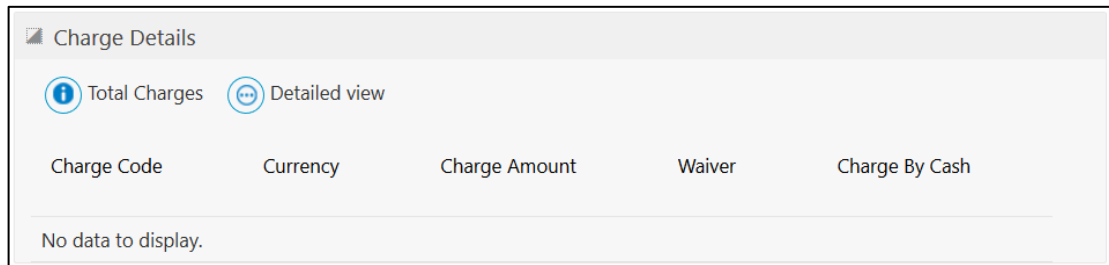 Charge Details
Total Charges Detailed view
Charge Code Currency Charge Amount Waiver Charge By Cash
No data to display.